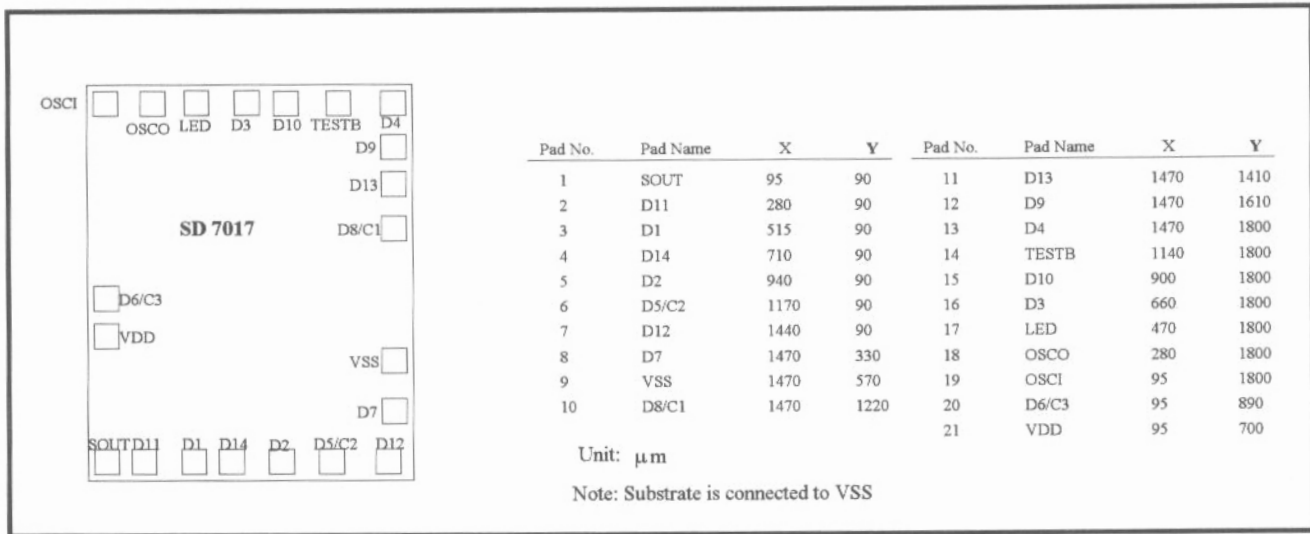 OSCI
OSCO LED D3 D10 TESTB D4
D9
D13
SD 7017 D8/C1
D6/C3
VDD
VSS
D7
SOUT D11 D1 D14 D2 D5/C2 D12
Pad No. Pad Name X Y Pad No. Pad Name X Y
1 SOUT 95 90 11 D13 1470 1410
2 D11 280 90 12 D9 1470 1610
3 D1 515 90 13 D4 1470 1800
4 D14 710 90 14 TESTB 1140 1800
5 D2 940 90 15 D10 900 1800
6 D5/C2 1170 90 16 D3 660 1800
7 D12 1440 90 17 LED 470 1800
8 D7 1470 330 18 OSCO 280 1800
9 VSS 1470 570 19 OSCI 95 1800
10 D8/C1 1470 1220 20 D6/C3 95 890
21 VDD 95 700
Unit: μm
Note: Substrate is connected to VSS